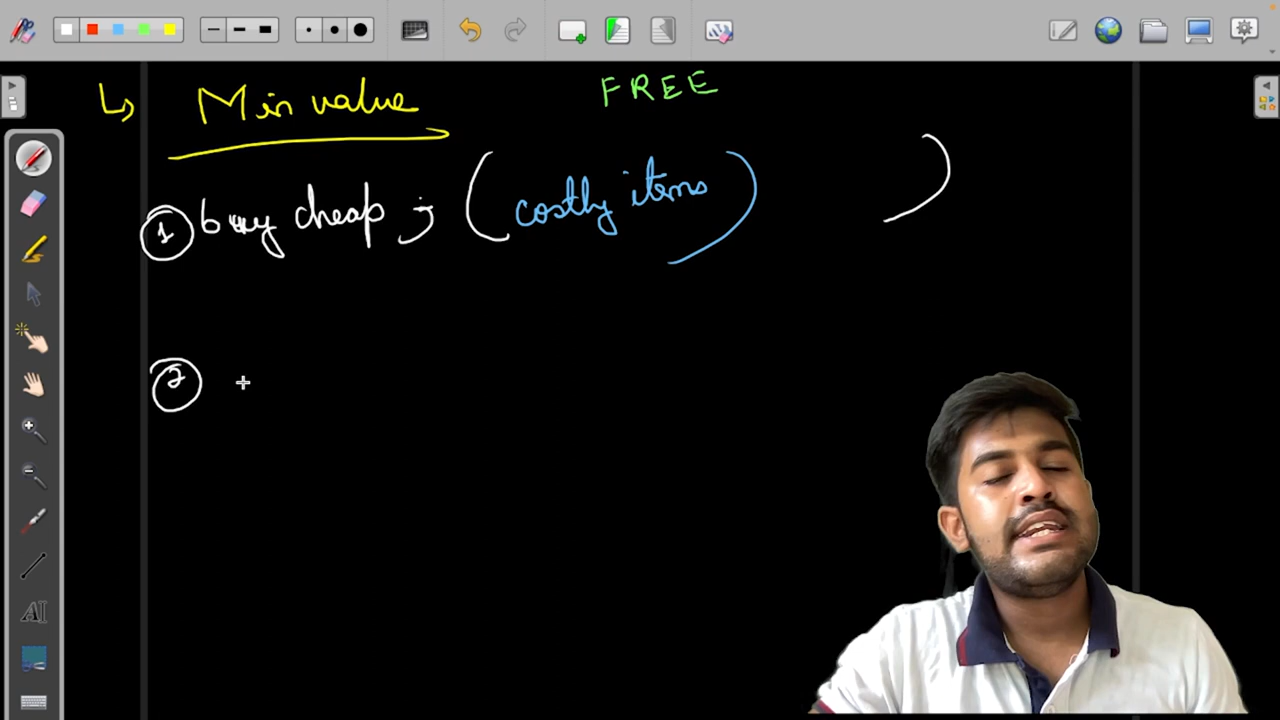 ↳ Min value
FREE
① buy cheap ; ( costly items ) )
②